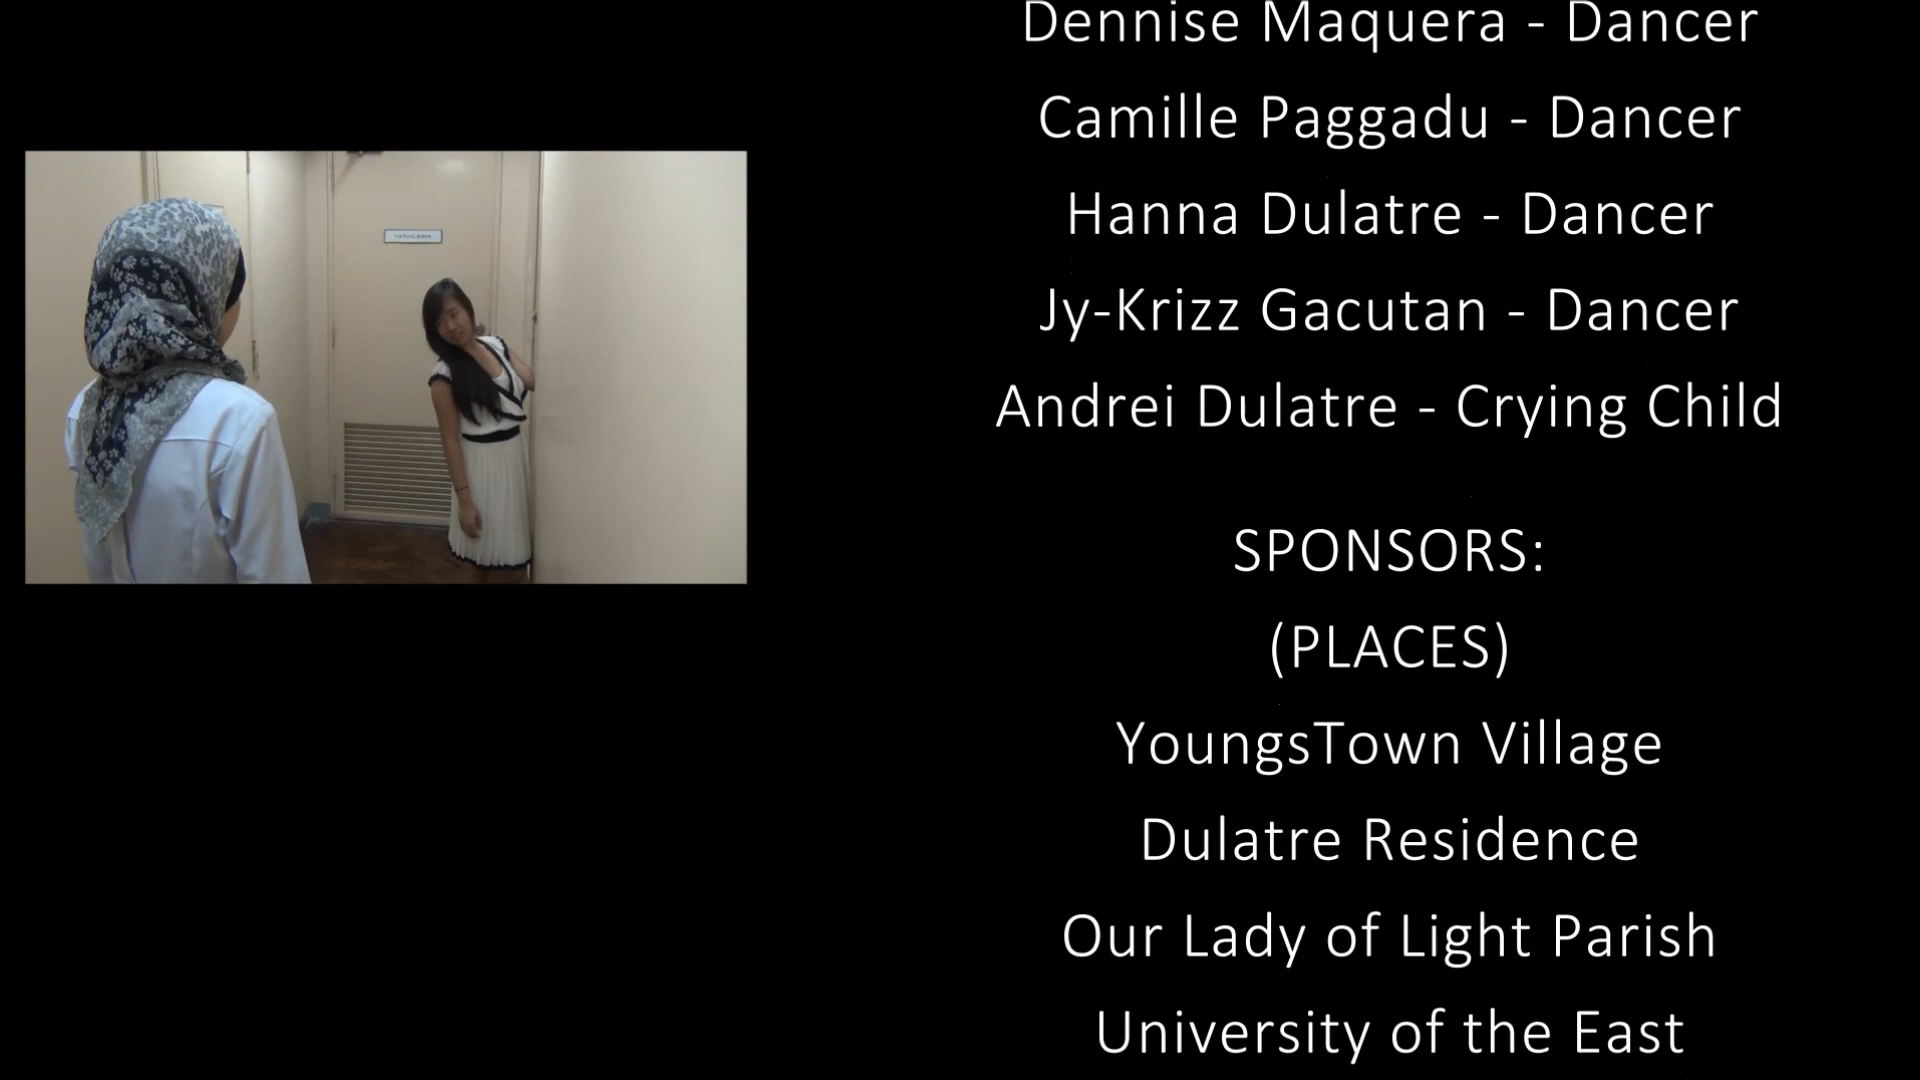 Dennise Maquera - Dancer
Camille Paggadu - Dancer
Hanna Dulatre - Dancer
Jy-Krizz Gacutan - Dancer
Andrei Dulatre - Crying Child
SPONSORS:
(PLACES)
YoungsTown Village
Dulatre Residence
Our Lady of Light Parish
University of the East